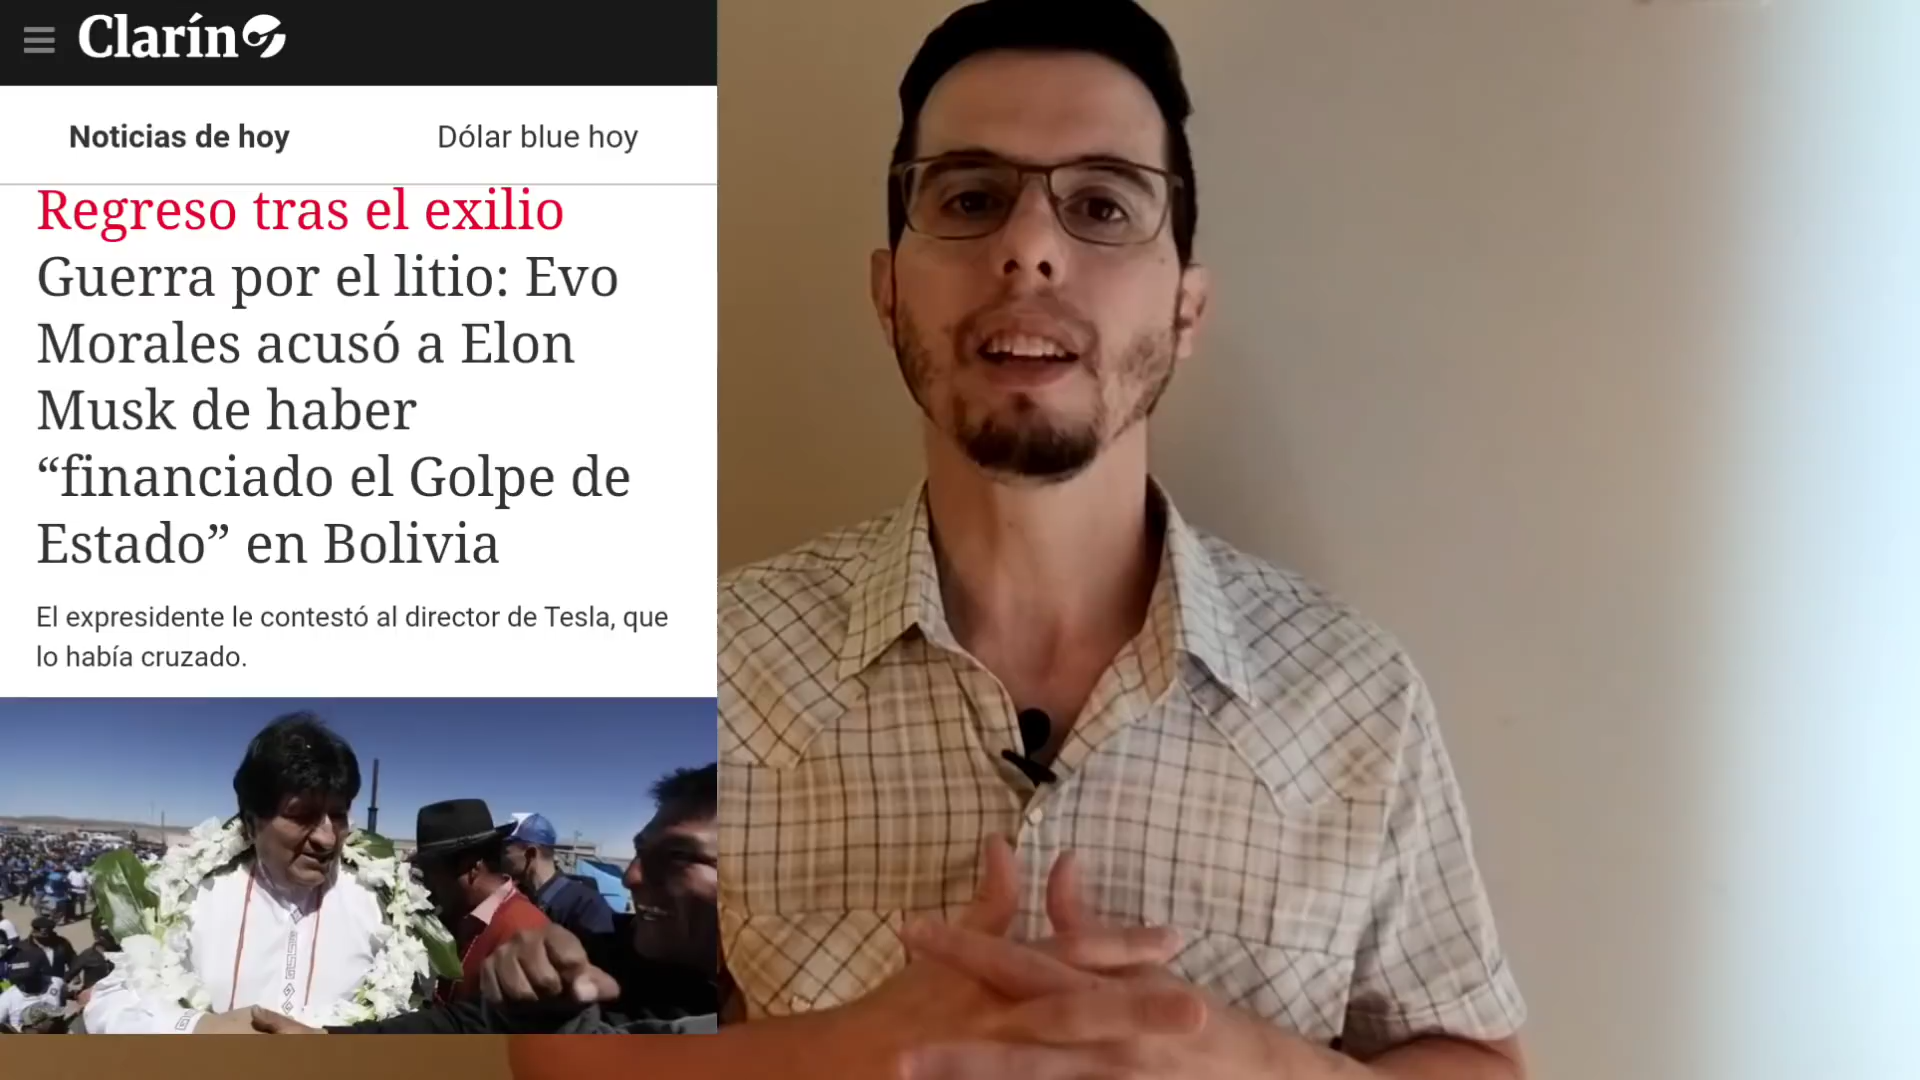 Clarín
Noticias de hoy
Dólar blue hoy
Regreso tras el exilio
Guerra por el litio: Evo
Morales acusó a Elon
Musk de haber
“financiado el Golpe de
Estado” en Bolivia
El expresidente le contestó al director de Tesla, que
lo había cruzado.